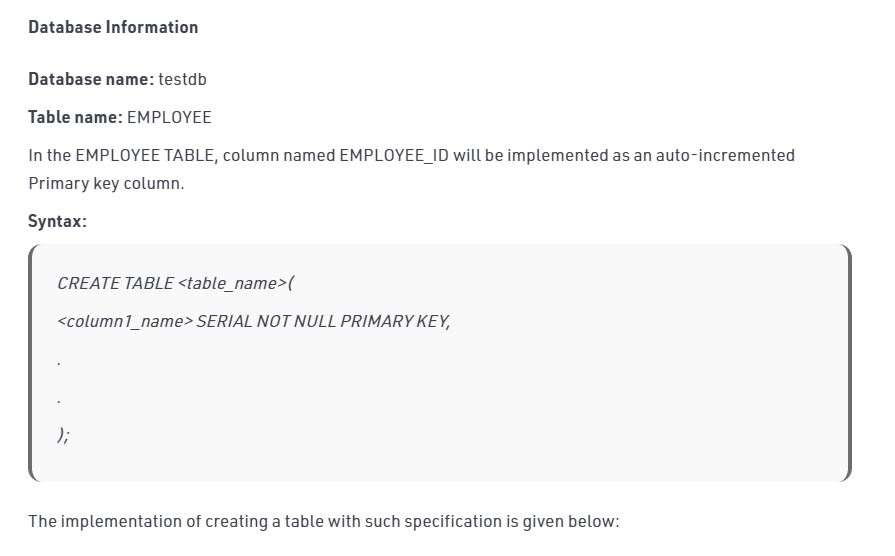 Database Information
Database name: testdb
Table name: EMPLOYEE
In the EMPLOYEE TABLE, column named EMPLOYEE_ID will be implemented as an auto-incremented
Primary key column.
Syntax:
CREATE TABLE <table_name>(
<column1_name> SERIAL NOT NULL PRIMARY KEY,
.
.
);
The implementation of creating a table with such specification is given below: